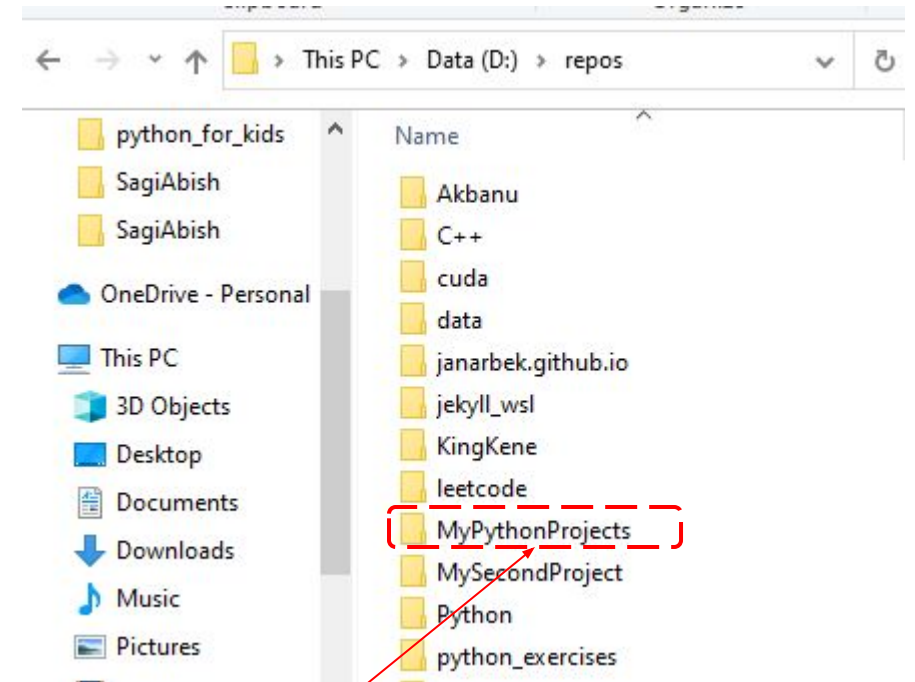 This PC > Data (D:) > repos
python_for_kids
SagiAbish
SagiAbish
OneDrive - Personal
This PC
3D Objects
Desktop
Documents
Downloads
Music
Pictures
Name
Akbanu
C++
cuda
data
janarbek.github.io
jekyll_wsl
KingKene
leetcode
MyPythonProjects
MySecondProject
Python
python_exercises